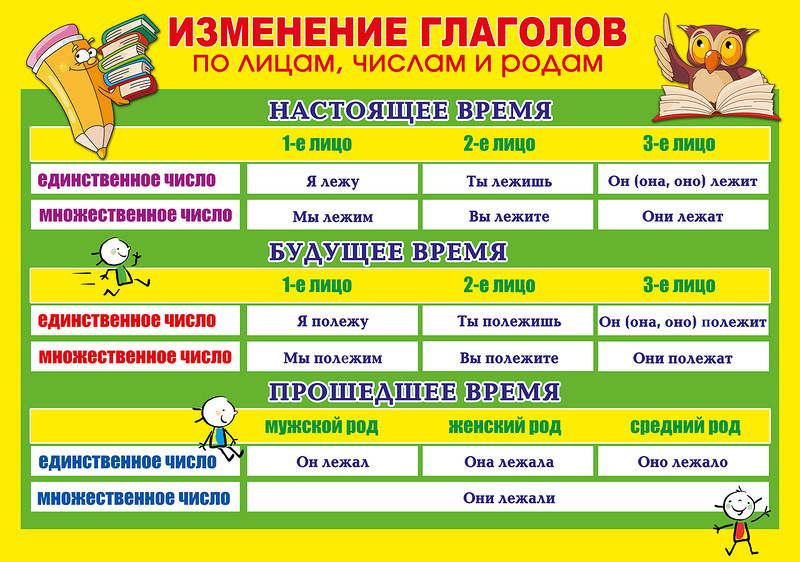 ИЗМЕНЕНИЕ ГЛАГОЛОВ
ПО ЛИЦАМ, ЧИСЛАМ И РОДАМ
НАСТОЯЩЕЕ ВРЕМЯ
1-е лицо 2-е лицо 3-е лицо
единственное число Я лежу Ты лежишь Он (она, оно) лежит
множественное число Мы лежим Вы лежите Они лежат
БУДУЩЕЕ ВРЕМЯ
1-е лицо 2-е лицо 3-е лицо
единственное число Я полежу Ты полежишь Он (она, оно) полежит
множественное число Мы полежим Вы полежите Они полежат
ПРОШЕДШЕЕ ВРЕМЯ
мужской род женский род средний род
единственное число Он лежал Она лежала Оно лежало
множественное число Они лежали